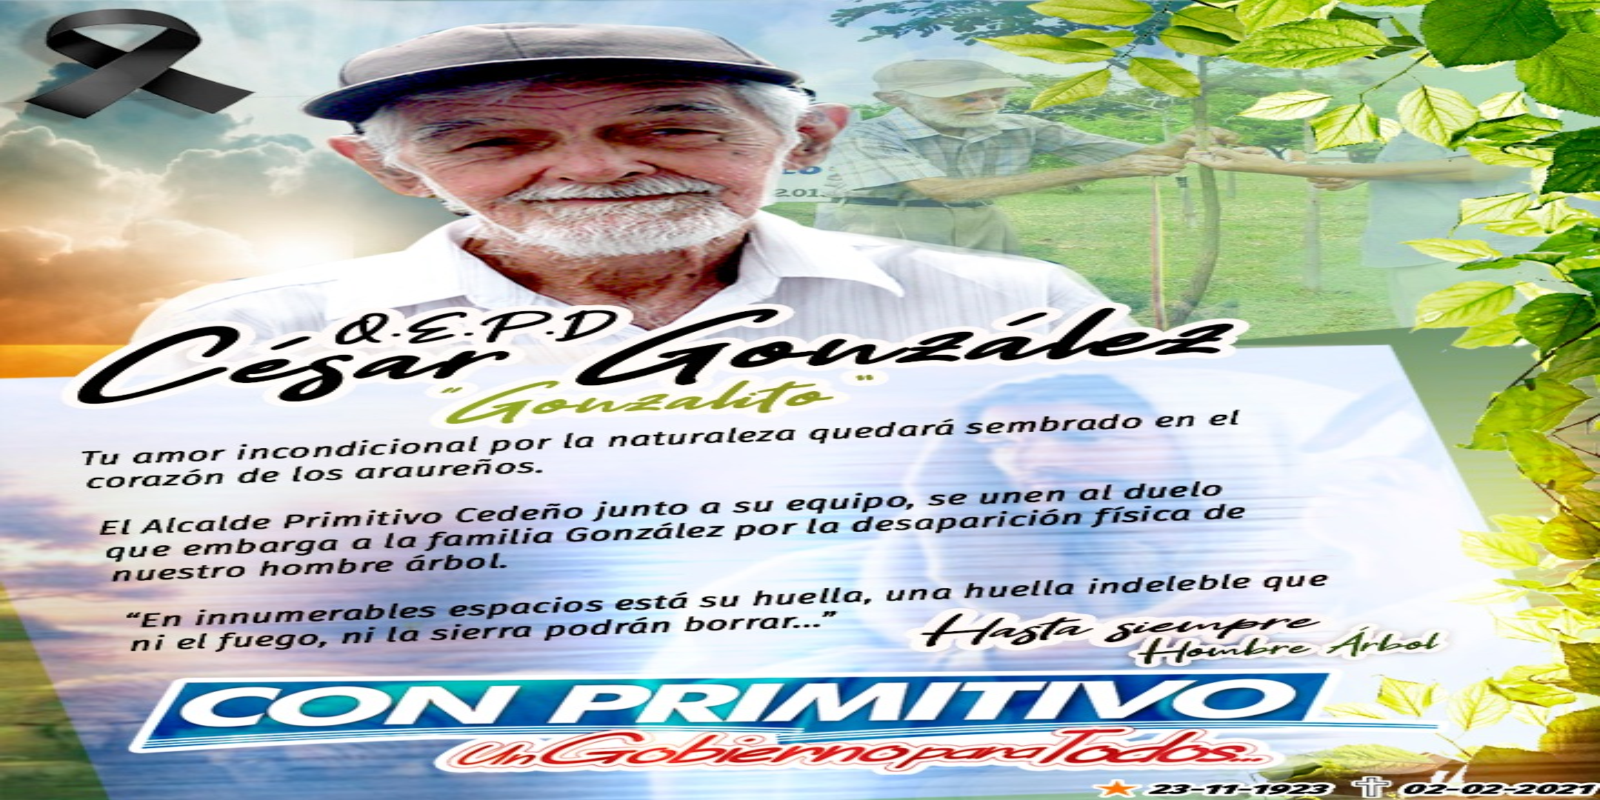 LO
201
Q.E.P.D
César González
"Gonzalito"
Tu amor incondicional por la naturaleza quedará sembrado en el
corazón de los araureños.
El Alcalde Primitivo Cedeño junto a su equipo, se unen al duelo
que embarga a la familia González por la desaparición física de
nuestro hombre árbol.
“En innumerables espacios está su huella, una huella indeleble que
ni el fuego, ni la sierra podrán borrar...”
Hasta siempre
Hombre Árbol
CON PRIMITIVO
Un Gobierno para Todos...
23-11-1923 02-02-2021